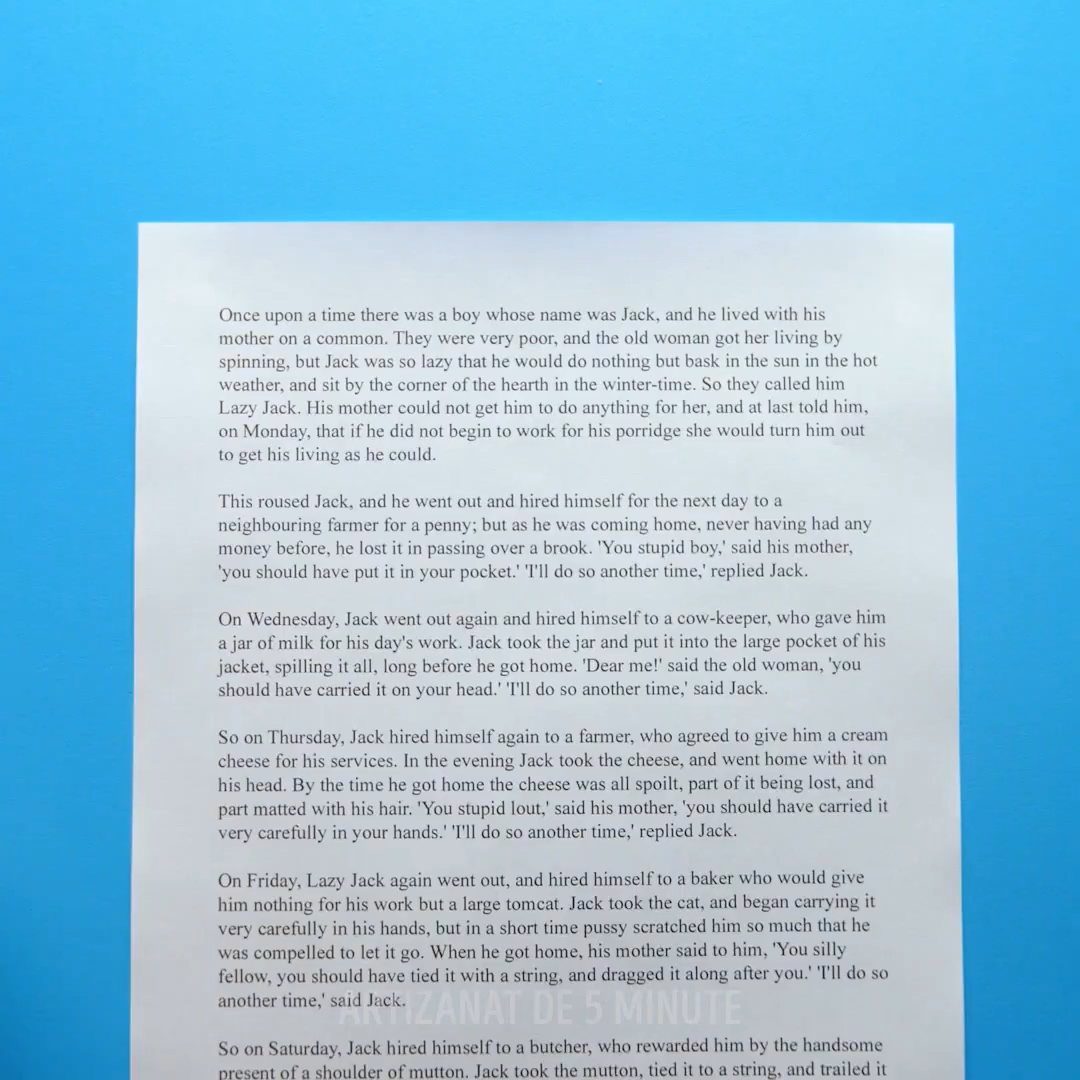 Once upon a time there was a boy whose name was Jack, and he lived with his
mother on a common. They were very poor, and the old woman got her living by
spinning, but Jack was so lazy that he would do nothing but bask in the sun in the hot
weather, and sit by the corner of the hearth in the winter-time. So they called him
Lazy Jack. His mother could not get him to do anything for her, and at last told him,
on Monday, that if he did not begin to work for his porridge she would turn him out
to get his living as he could.
This roused Jack, and he went out and hired himself for the next day to a
neighbouring farmer for a penny; but as he was coming home, never having had any
money before, he lost it in passing over a brook. 'You stupid boy,' said his mother,
'you should have put it in your pocket.' 'I'll do so another time,' replied Jack.
On Wednesday, Jack went out again and hired himself to a cow-keeper, who gave him
a jar of milk for his day's work. Jack took the jar and put it into the large pocket of his
jacket, spilling it all, long before he got home. 'Dear me!' said the old woman, 'you
should have carried it on your head.' 'I'll do so another time,' said Jack.
So on Thursday, Jack hired himself again to a farmer, who agreed to give him a cream
cheese for his services. In the evening Jack took the cheese, and went home with it on
his head. By the time he got home the cheese was all spoilt, part of it being lost, and
part matted with his hair. 'You stupid lout,' said his mother, 'you should have carried it
very carefully in your hands.' 'I'll do so another time,' replied Jack.
On Friday, Lazy Jack again went out, and hired himself to a baker who would give
him nothing for his work but a large tomcat. Jack took the cat, and began carrying it
very carefully in his hands, but in a short time pussy scratched him so much that he
was compelled to let it go. When he got home, his mother said to him, 'You silly
fellow, you should have tied it with a string, and dragged it along after you.' 'I'll do so
another time,' said Jack.
ARTIZANAT DE 5 MINUTE
So on Saturday, Jack hired himself to a butcher, who rewarded him by the handsome
present of a shoulder of mutton. Jack took the mutton, tied it to a string, and trailed it